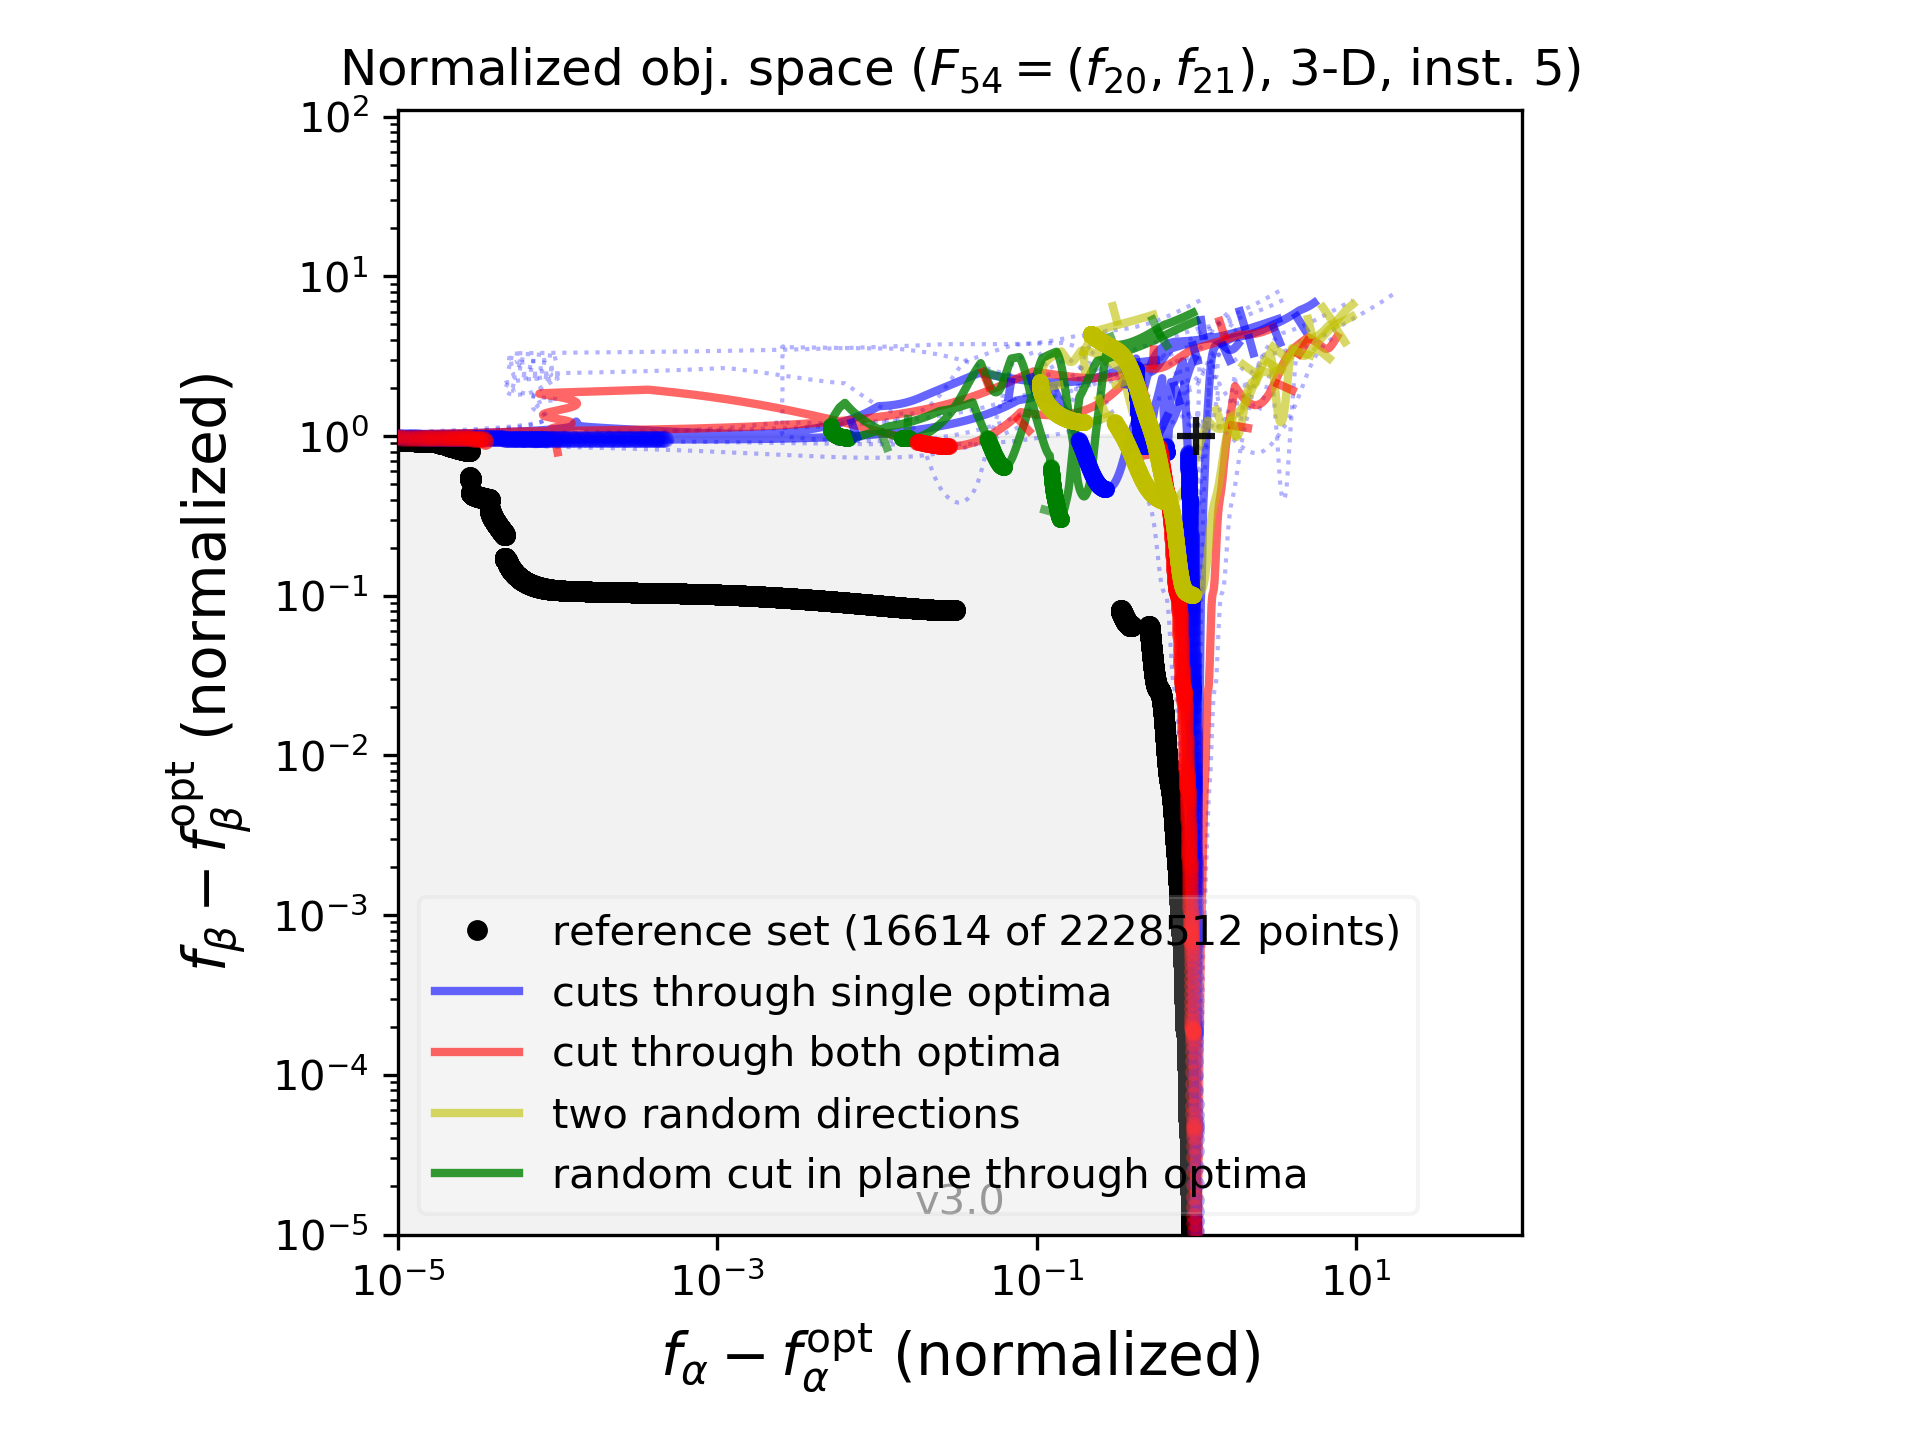 Normalized obj. space (F₅₄ = (f₂₀, f₂₁), 3-D, inst. 5)
10²
10¹
10⁰
10⁻¹
10⁻²
10⁻³
10⁻⁴
10⁻⁵
f_β − f_β^opt (normalized)
reference set (16614 of 2228512 points)
cuts through single optima
cut through both optima
two random directions
random cut in plane through optima
v3.0
10⁻⁵ 10⁻³ 10⁻¹ 10¹
f_α − f_α^opt (normalized)